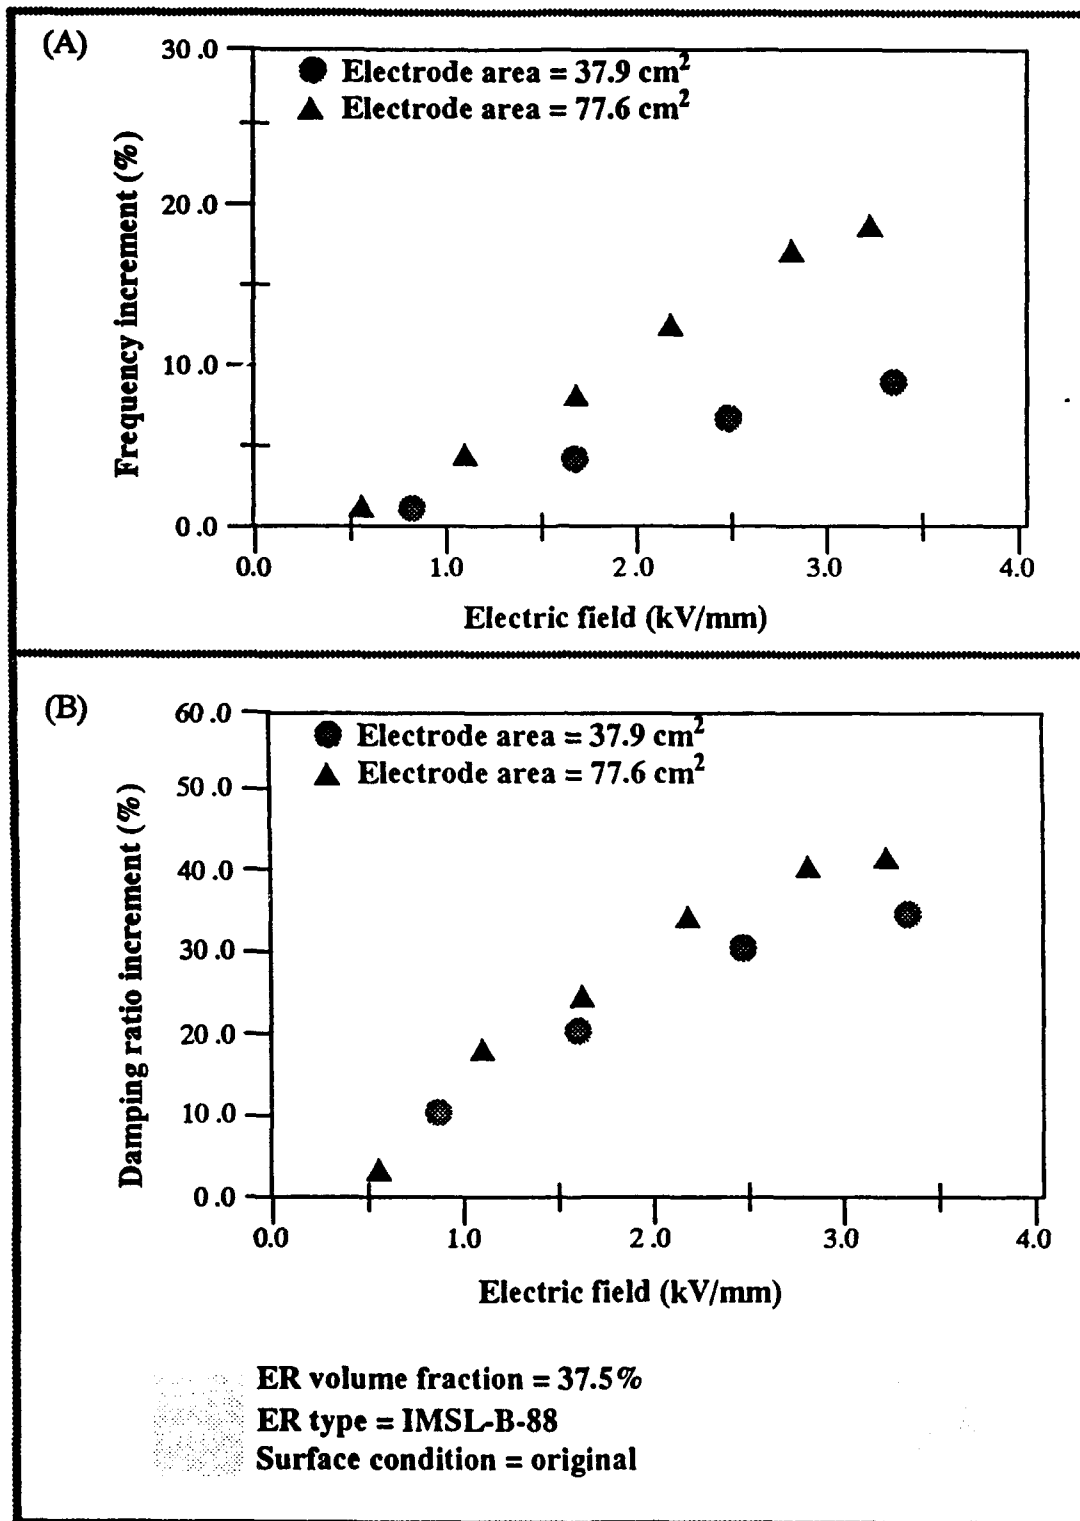 (A)
30.0
20.0
10.0
0.0
Frequency increment (%)
Electrode area = 37.9 cm²
Electrode area = 77.6 cm²
0.0 1.0 2.0 3.0 4.0
Electric field (kV/mm)
(B)
60.0
50.0
40.0
30.0
20.0
10.0
0.0
Damping ratio increment (%)
Electrode area = 37.9 cm²
Electrode area = 77.6 cm²
0.0 1.0 2.0 3.0 4.0
Electric field (kV/mm)
ER volume fraction = 37.5%
ER type = IMSL-B-88
Surface condition = original